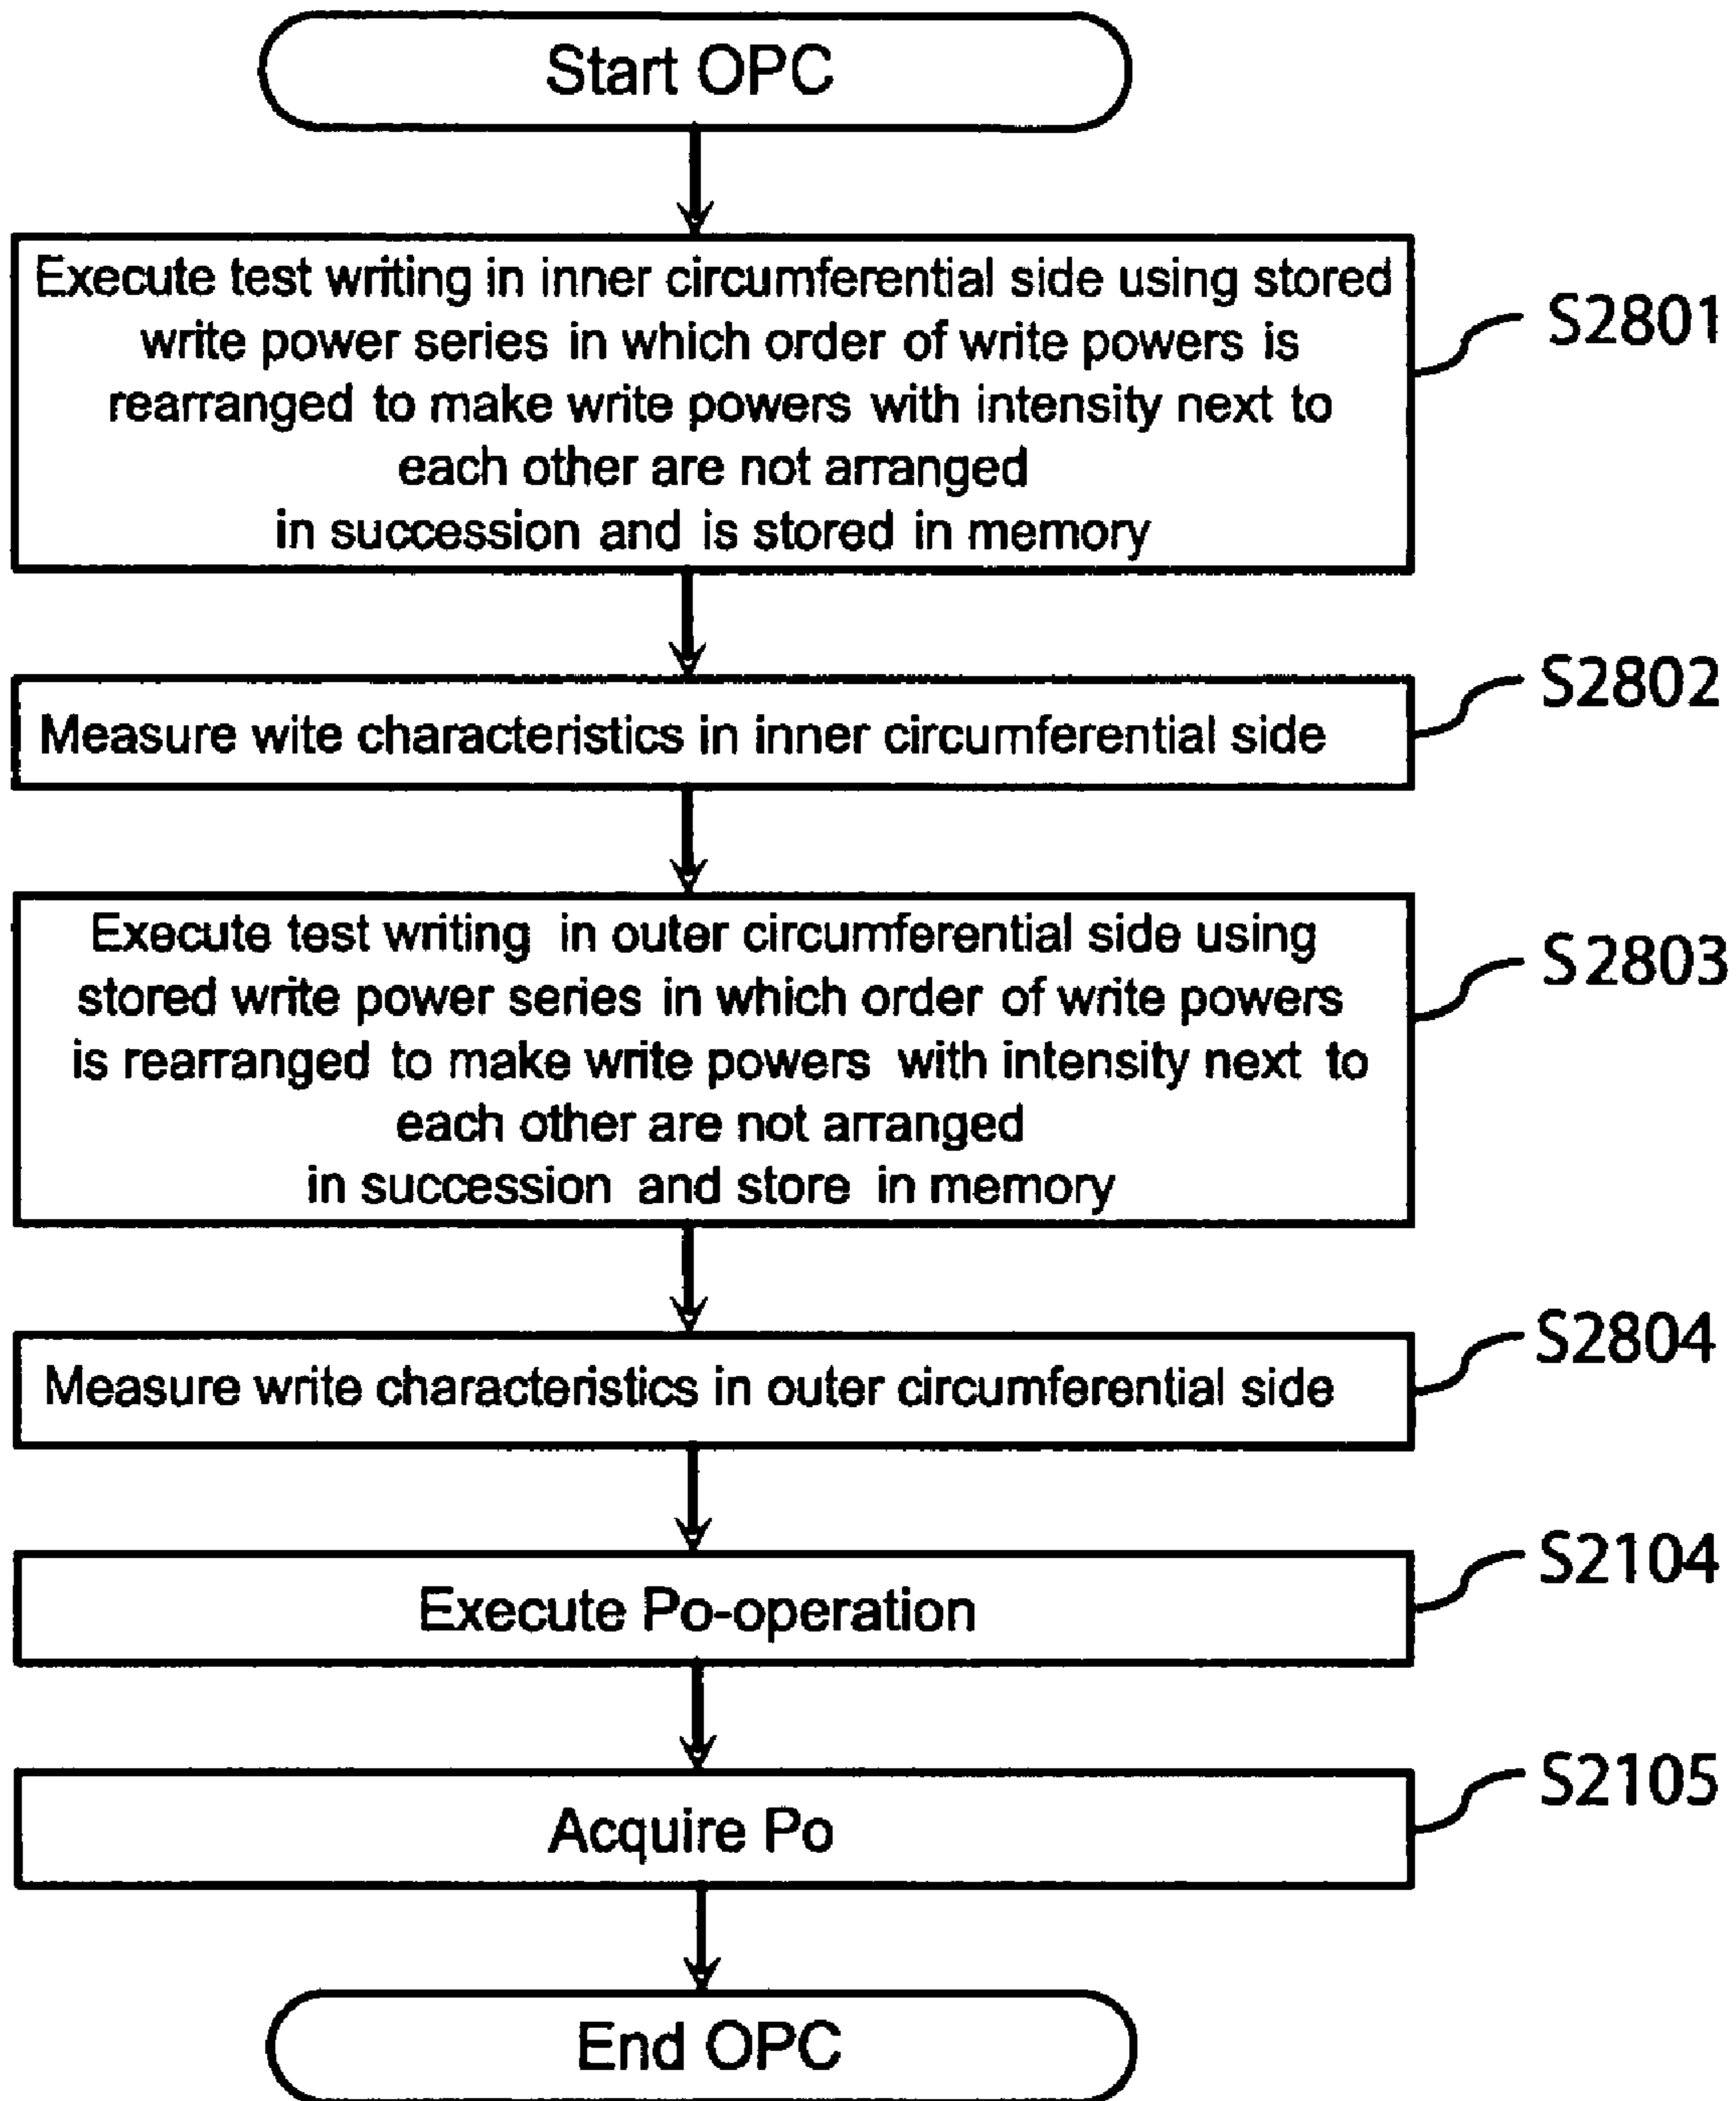 Start OPC
Execute test writing in inner circumferential side using stored
write power series in which order of write powers is
rearranged to make write powers with intensity next to
each other are not arranged
in succession and is stored in memory
S2801
Measure wite characteristics in inner circumferential side
S2802
Execute test writing in outer circumferential side using
stored write power series in which order of write powers
is rearranged to make write powers with intensity next to
each other are not arranged
in succession and store in memory
S2803
Measure write characteristics in outer circumferential side
S2804
Execute Po-operation
S2104
Acquire Po
S2105
End OPC